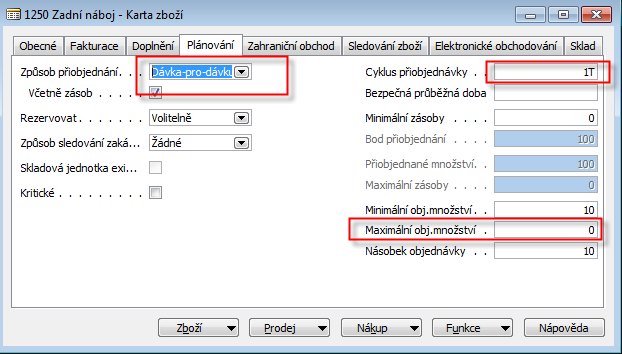 1250 Zadní náboj - Karta zboží
Obecné Fakturace Doplnění Plánování Zahraniční obchod Sledování zboží Elektronické obchodování Sklad
Způsob přiobjednání. . . Dávka-pro-dávku
Včetně zásob . . . . .
Rezervovat . . . . . . . Volitelně
Způsob sledování zaká... Žádné
Skladová jednotka exi...
Kritické . . . . . . . . .
Cyklus přiobjednávky . . 1T
Bezpečná průběžná doba
Minimální zásoby . . . . 0
Bod přiobjednání . . . . 100
Přiobjednané množství. . 100
Maximální zásoby . . . . 0
Minimální obj.množství . . 10
Maximální obj.množství . . 0
Násobek objednávky . . 10
Zboží Prodej Nákup Funkce Nápověda